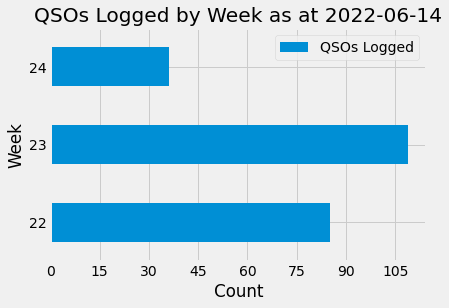 QSOs Logged by Week as at 2022-06-14
QSOs Logged
24
23
22
Week
0 15 30 45 60 75 90 105
Count